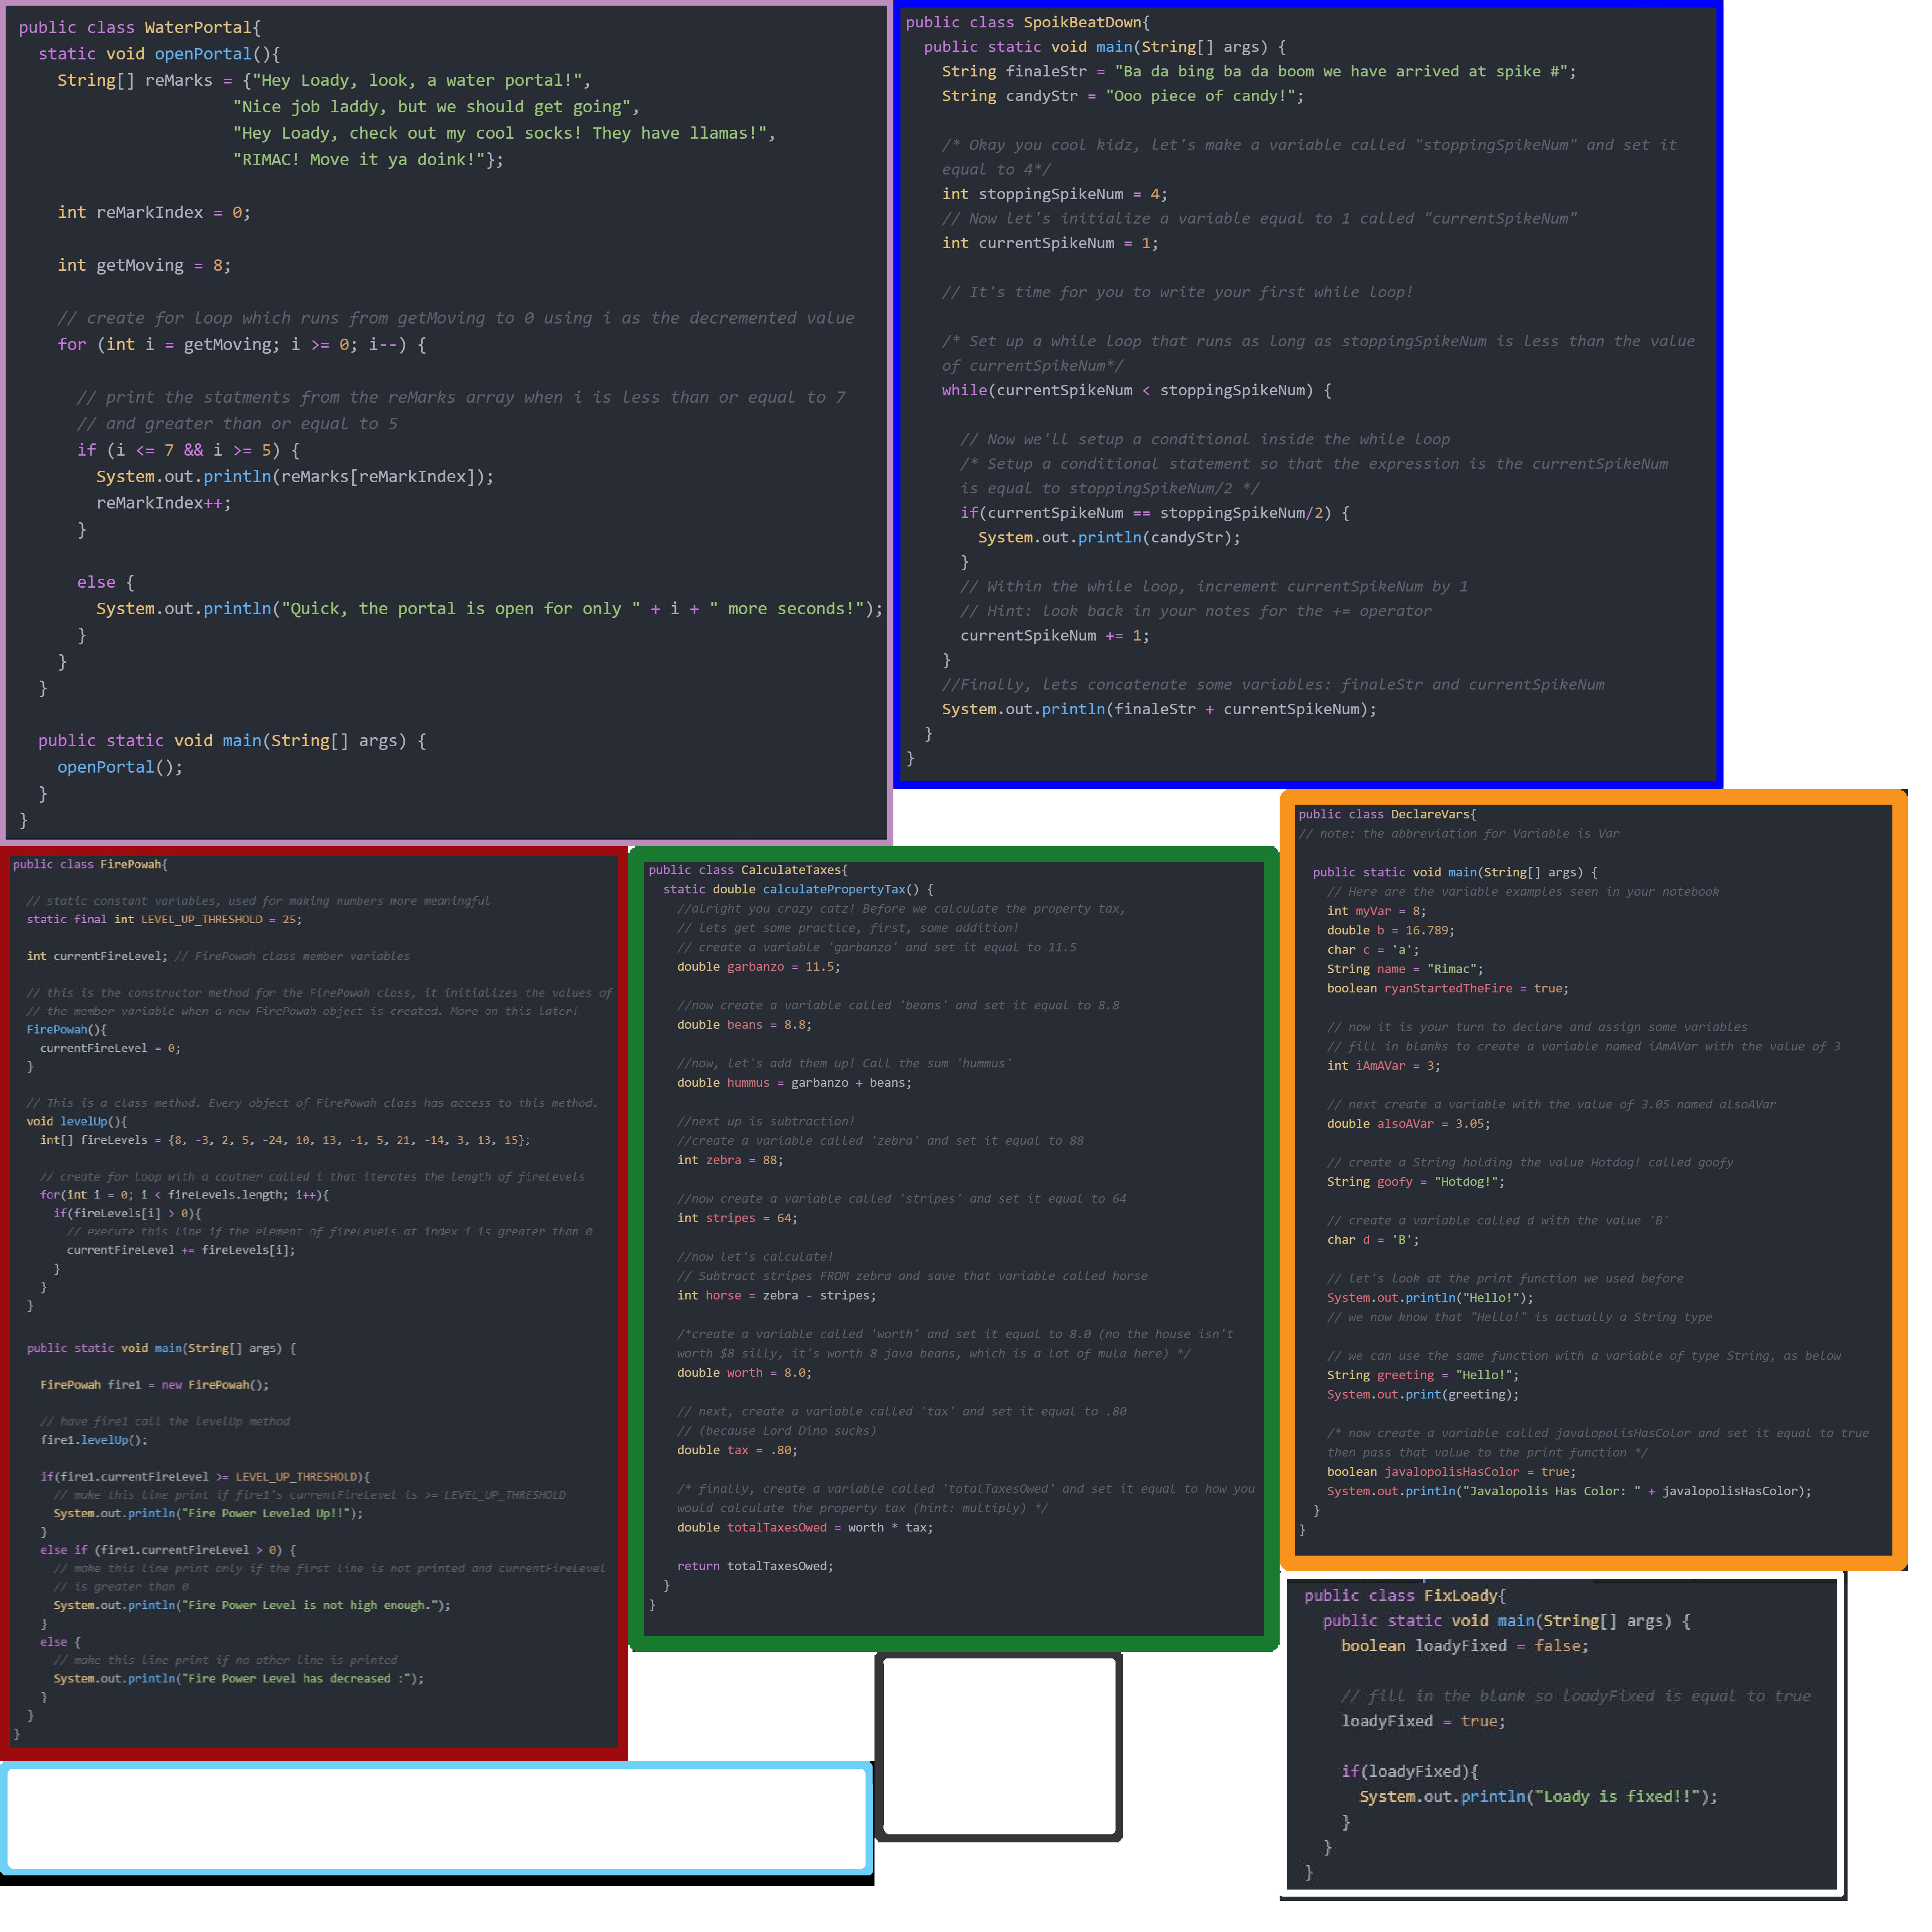 public class WaterPortal{
static void openPortal(){
String[] reMarks = {"Hey Loady, look, a water portal!",
"Nice job laddy, but we should get going",
"Hey Loady, check out my cool socks! They have llamas!",
"RIMAC! Move it ya doink!"};
int reMarkIndex = 0;
int getMoving = 8;
// create for loop which runs from getMoving to 0 using i as the decremented value
for (int i = getMoving; i >= 0; i--) {
// print the statments from the reMarks array when i is less than or equal to 7
// and greater than or equal to 5
if (i <= 7 && i >= 5) {
System.out.println(reMarks[reMarkIndex]);
reMarkIndex++;
}
else {
System.out.println("Quick, the portal is open for only " + i + " more seconds!");
}
}
}
public static void main(String[] args) {
openPortal();
}
}
public class SpoikBeatDown{
public static void main(String[] args) {
String finaleStr = "Ba da bing ba da boom we have arrived at spike #";
String candyStr = "Ooo piece of candy!";
/* Okay you cool kidz, let's make a variable called "stoppingSpikeNum" and set it
equal to 4*/
int stoppingSpikeNum = 4;
// Now let's initialize a variable equal to 1 called "currentSpikeNum"
int currentSpikeNum = 1;
// It's time for you to write your first while loop!
/* Set up a while loop that runs as long as stoppingSpikeNum is less than the value
of currentSpikeNum*/
while(currentSpikeNum < stoppingSpikeNum) {
// Now we'll setup a conditional inside the while loop
/* Setup a conditional statement so that the expression is the currentSpikeNum
is equal to stoppingSpikeNum/2 */
if(currentSpikeNum == stoppingSpikeNum/2) {
System.out.println(candyStr);
}
// Within the while loop, increment currentSpikeNum by 1
// Hint: look back in your notes for the += operator
currentSpikeNum += 1;
}
//Finally, lets concatenate some variables: finaleStr and currentSpikeNum
System.out.println(finaleStr + currentSpikeNum);
}
}
public class FirePowah{
// static constant variables, used for making numbers more meaningful
static final int LEVEL_UP_THRESHOLD = 25;
int currentFireLevel; // FirePowah class member variables
// this is the constructor method for the FirePowah class, it initializes the values of
// the member variable when a new FirePowah object is created. More on this later!
FirePowah(){
currentFireLevel = 0;
}
// This is a class method. Every object of FirePowah class has access to this method.
void levelUp(){
int[] fireLevels = {8, -3, 2, 5, -24, 10, 13, -1, 5, 21, -14, 3, 13, 15};
// create for loop with a coutner called i that iterates the length of fireLevels
for(int i = 0; i < fireLevels.length; i++){
if(fireLevels[i] > 0){
// execute this line if the element of fireLevels at index i is greater than 0
currentFireLevel += fireLevels[i];
}
}
}
public static void main(String[] args) {
FirePowah fire1 = new FirePowah();
// have fire1 call the levelUp method
fire1.levelUp();
if(fire1.currentFireLevel >= LEVEL_UP_THRESHOLD){
// make this line print if fire1's currentFireLevel is >= LEVEL_UP_THRESHOLD
System.out.println("Fire Power Leveled Up!!");
}
else if (fire1.currentFireLevel > 0) {
// make this line print only if the first line is not printed and currentFireLevel
// is greater than 0
System.out.println("Fire Power Level is not high enough.");
}
else {
// make this line print if no other line is printed
System.out.println("Fire Power Level has decreased :");
}
}
}
public class CalculateTaxes{
static double calculatePropertyTax() {
//alright you crazy catz! Before we calculate the property tax,
// lets get some practice, first, some addition!
// create a variable 'garbanzo' and set it equal to 11.5
double garbanzo = 11.5;
//now create a variable called 'beans' and set it equal to 8.8
double beans = 8.8;
//now, let's add them up! Call the sum 'hummus'
double hummus = garbanzo + beans;
//next up is subtraction!
//create a variable called 'zebra' and set it equal to 88
int zebra = 88;
//now create a variable called 'stripes' and set it equal to 64
int stripes = 64;
//now let's calculate!
// Subtract stripes FROM zebra and save that variable called horse
int horse = zebra - stripes;
/*create a variable called 'worth' and set it equal to 8.0 (no the house isn't
worth $8 silly, it's worth 8 java beans, which is a lot of mula here) */
double worth = 8.0;
// next, create a variable called 'tax' and set it equal to .80
// (because Lord Dino sucks)
double tax = .80;
/* finally, create a variable called 'totalTaxesOwed' and set it equal to how you
would calculate the property tax (hint: multiply) */
double totalTaxesOwed = worth * tax;
return totalTaxesOwed;
}
}
public class DeclareVars{
// note: the abbreviation for Variable is Var
public static void main(String[] args) {
// Here are the variable examples seen in your notebook
int myVar = 8;
double b = 16.789;
char c = 'a';
String name = "Rimac";
boolean ryanStartedTheFire = true;
// now it is your turn to declare and assign some variables
// fill in blanks to create a variable named iAmAVar with the value of 3
int iAmAVar = 3;
// next create a variable with the value of 3.05 named alsoAVar
double alsoAVar = 3.05;
// create a String holding the value Hotdog! called goofy
String goofy = "Hotdog!";
// create a variable called d with the value 'B'
char d = 'B';
// let's look at the print function we used before
System.out.println("Hello!");
// we now know that "Hello!" is actually a String type
// we can use the same function with a variable of type String, as below
String greeting = "Hello!";
System.out.print(greeting);
/* now create a variable called javalopolisHasColor and set it equal to true
then pass that value to the print function */
boolean javalopolisHasColor = true;
System.out.println("Javalopolis Has Color: " + javalopolisHasColor);
}
}
public class FixLoady{
public static void main(String[] args) {
boolean loadyFixed = false;
// fill in the blank so loadyFixed is equal to true
loadyFixed = true;
if(loadyFixed){
System.out.println("Loady is fixed!!");
}
}
}